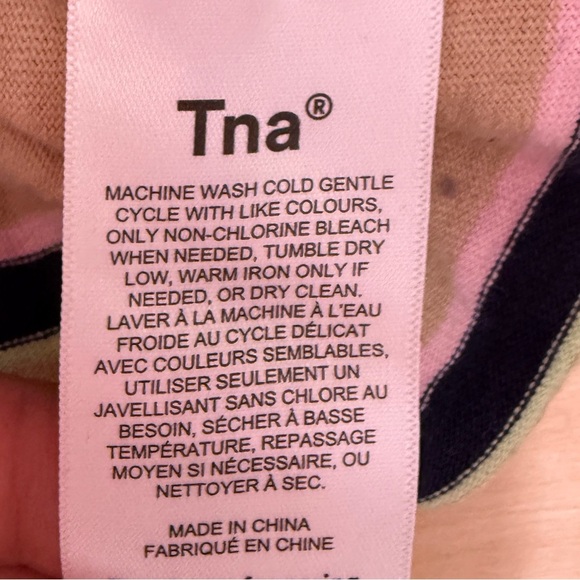 Tna®
MACHINE WASH COLD GENTLE
CYCLE WITH LIKE COLOURS,
ONLY NON-CHLORINE BLEACH
WHEN NEEDED, TUMBLE DRY
LOW, WARM IRON ONLY IF
NEEDED, OR DRY CLEAN.
LAVER À LA MACHINE À L'EAU
FROIDE AU CYCLE DÉLICAT
AVEC COULEURS SEMBLABLES,
UTILISER SEULEMENT UN
JAVELLISANT SANS CHLORE AU
BESOIN, SÉCHER À BASSE
TEMPÉRATURE, REPASSAGE
MOYEN SI NÉCESSAIRE, OU
NETTOYER À SEC.
MADE IN CHINA
FABRIQUÉ EN CHINE